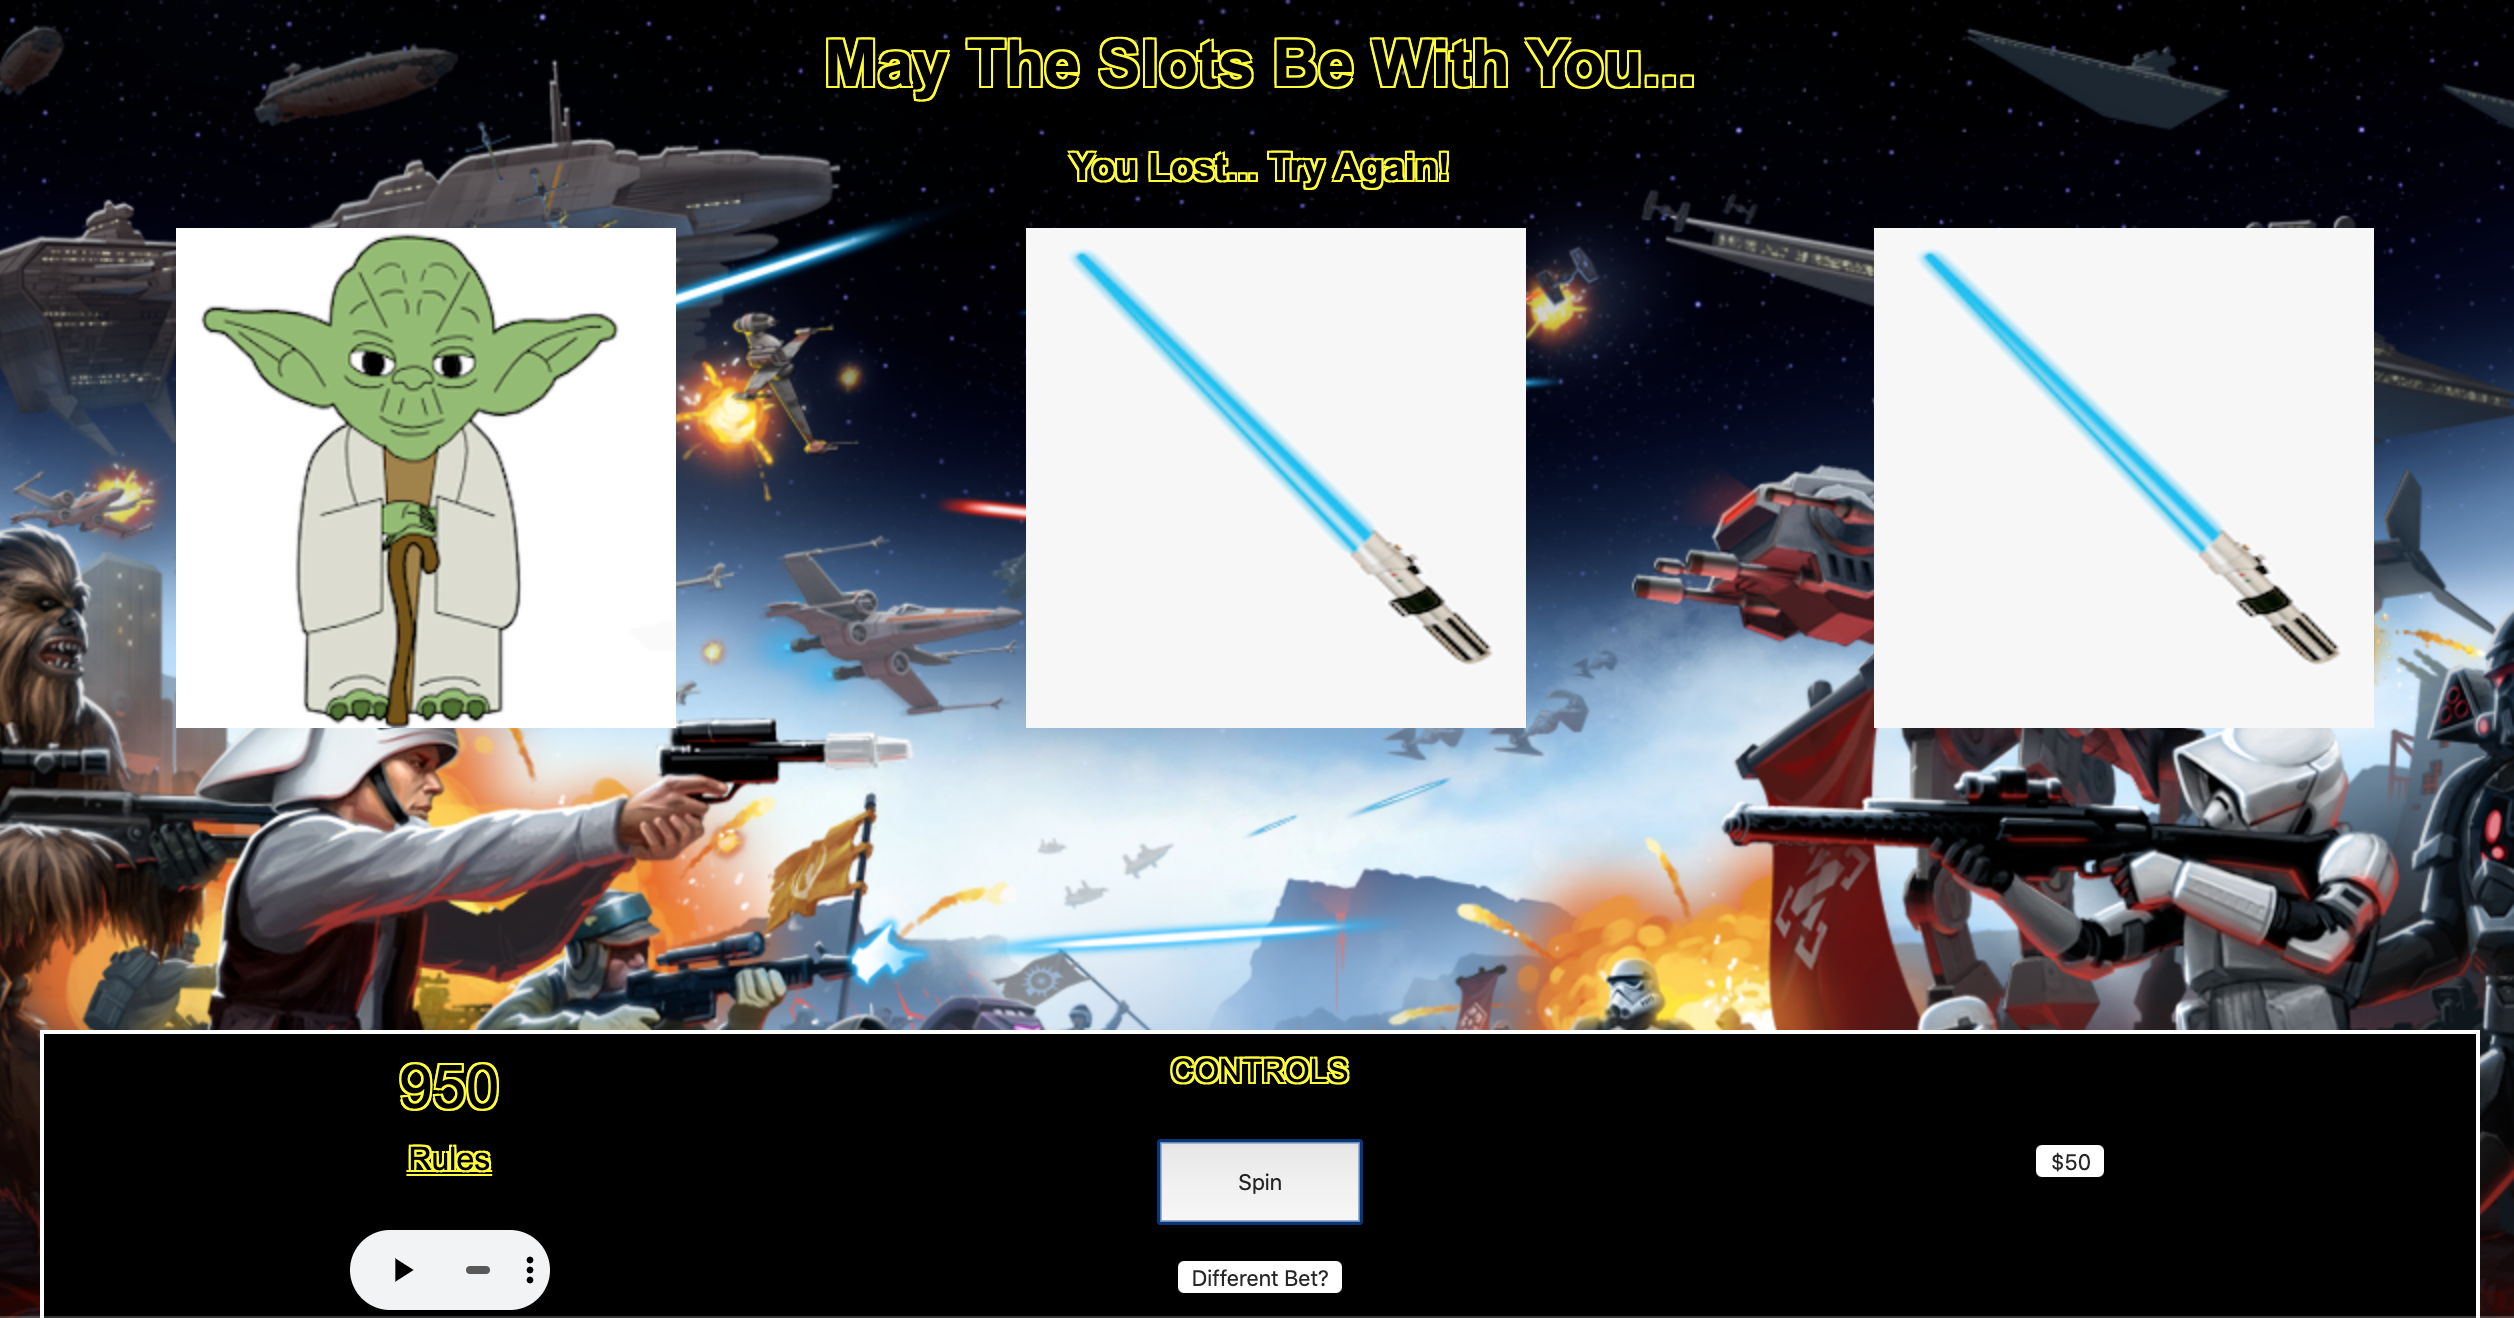 May The Slots Be With You...
You Lost... Try Again!
950
Rules
CONTROLS
Spin
Different Bet?
$50